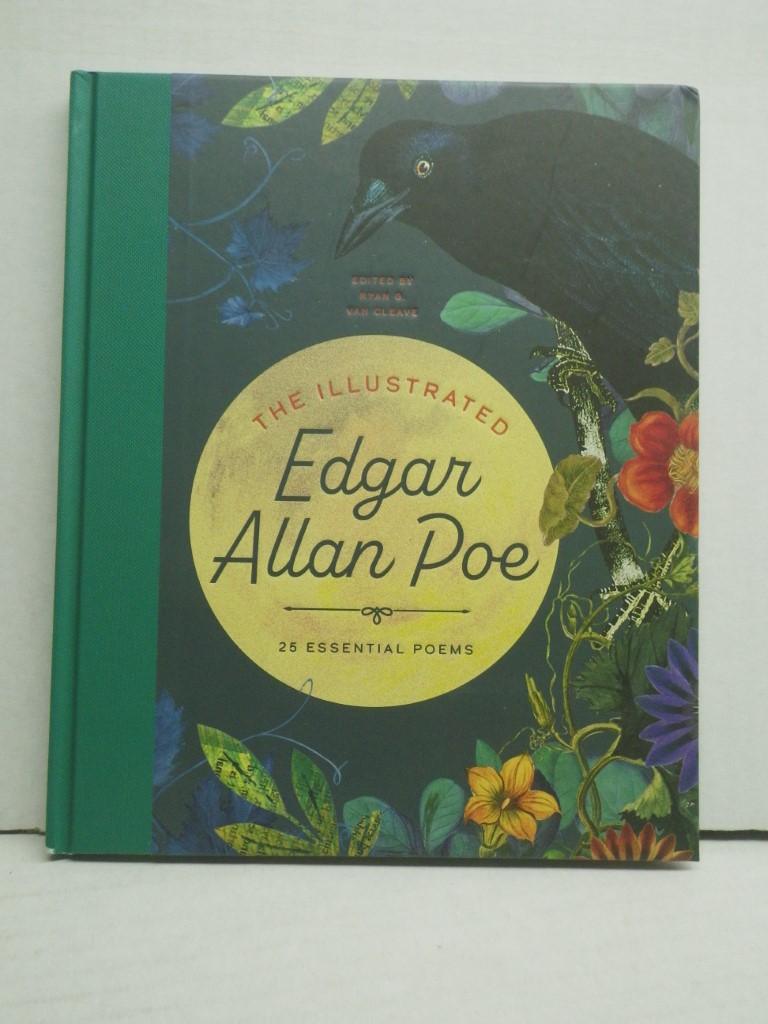 EDITED BY
RYAN G.
VAN CLEAVE
THE ILLUSTRATED
Edgar
Allan Poe
25 ESSENTIAL POEMS